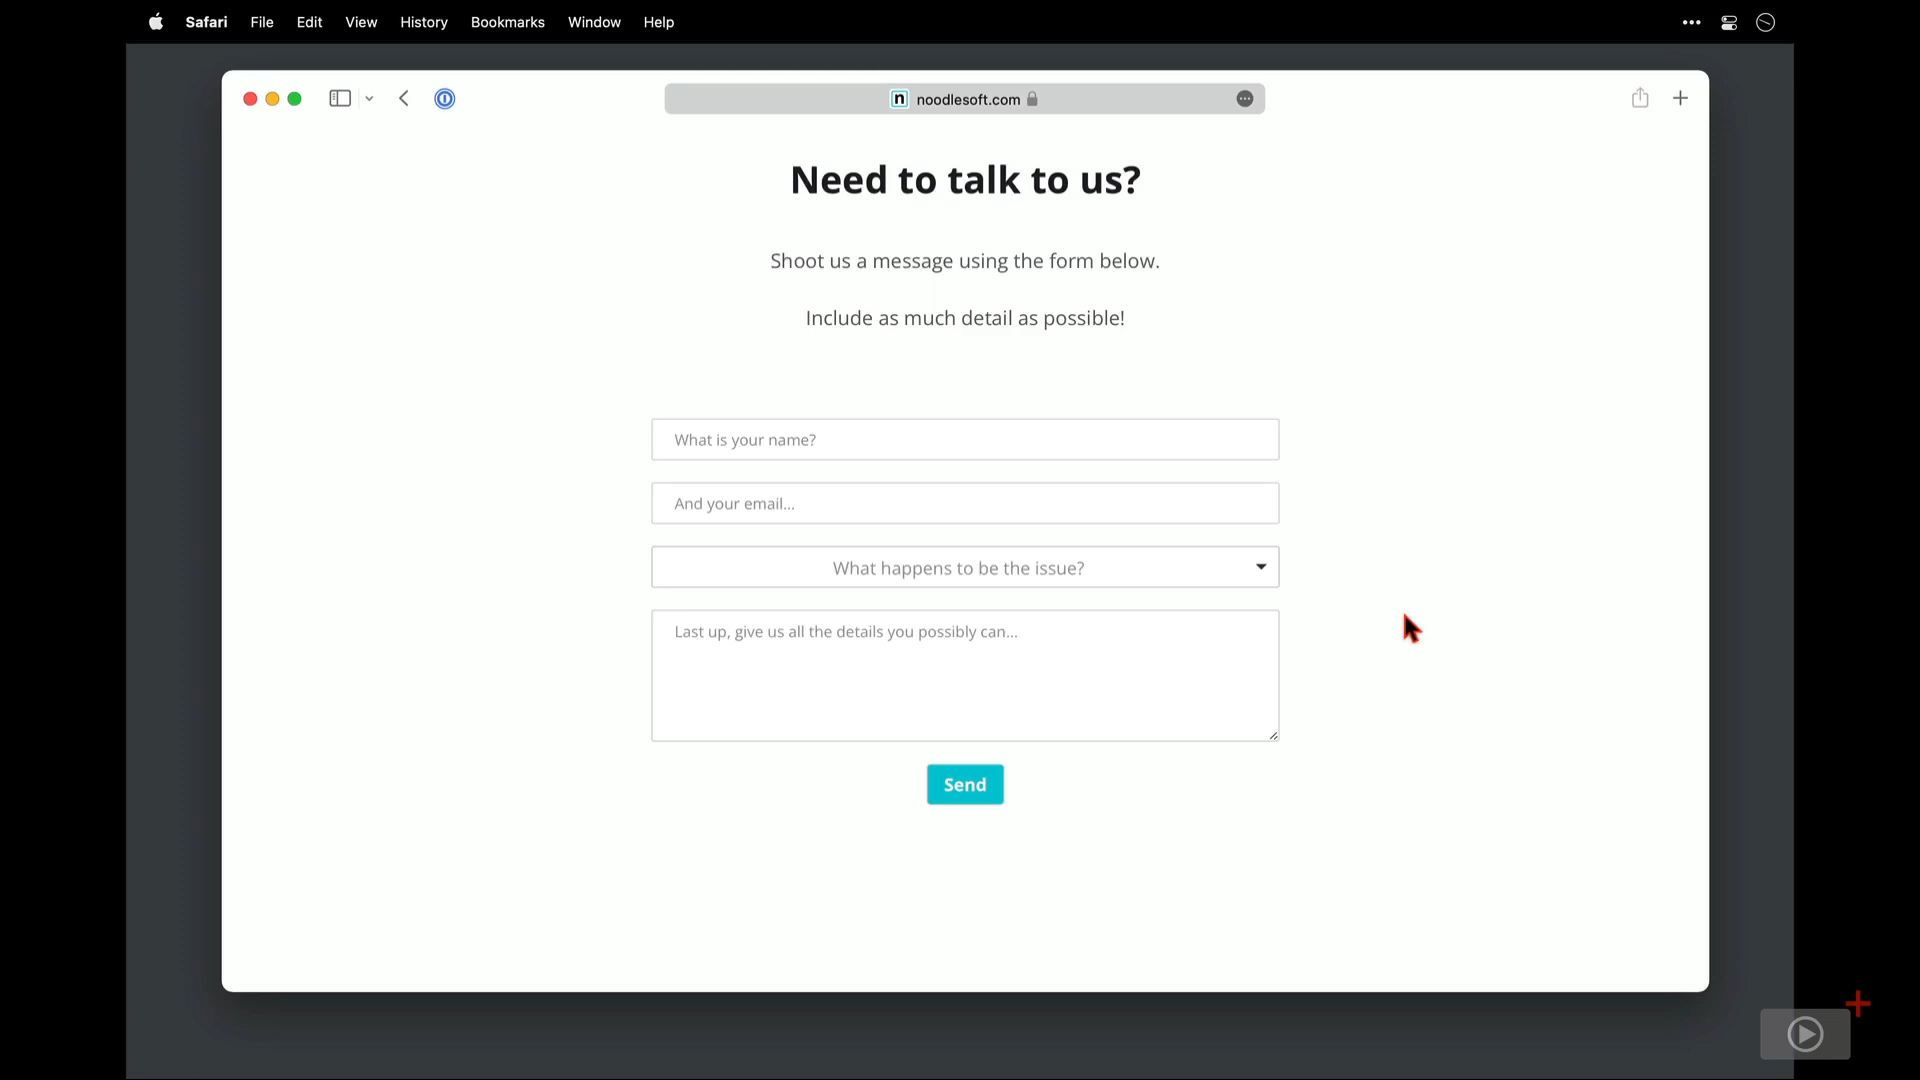 Safari File Edit View History Bookmarks Window Help
n noodlesoft.com
Need to talk to us?
Shoot us a message using the form below.
Include as much detail as possible!
What is your name?
And your email...
What happens to be the issue?
Last up, give us all the details you possibly can...
Send